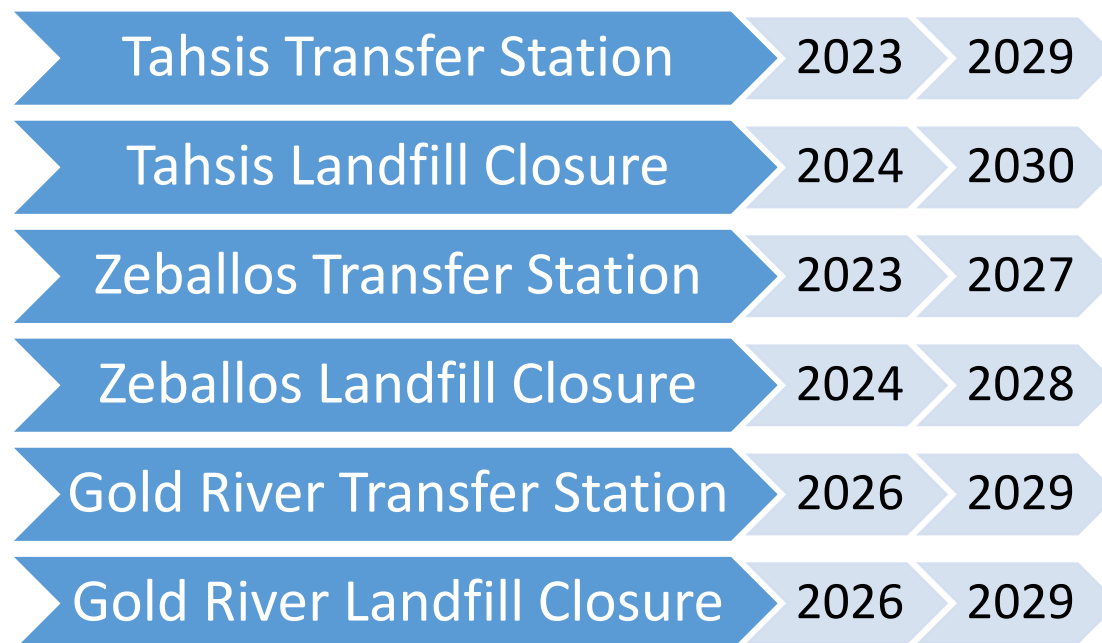 Tahsis Transfer Station 2023 2029
Tahsis Landfill Closure 2024 2030
Zeballos Transfer Station 2023 2027
Zeballos Landfill Closure 2024 2028
Gold River Transfer Station 2026 2029
Gold River Landfill Closure 2026 2029